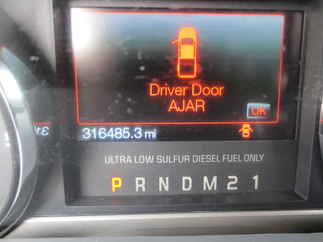 Driver Door
AJAR
OK
316485.3 mi
ULTRA LOW SULFUR DIESEL FUEL ONLY
P R N D M 2 1